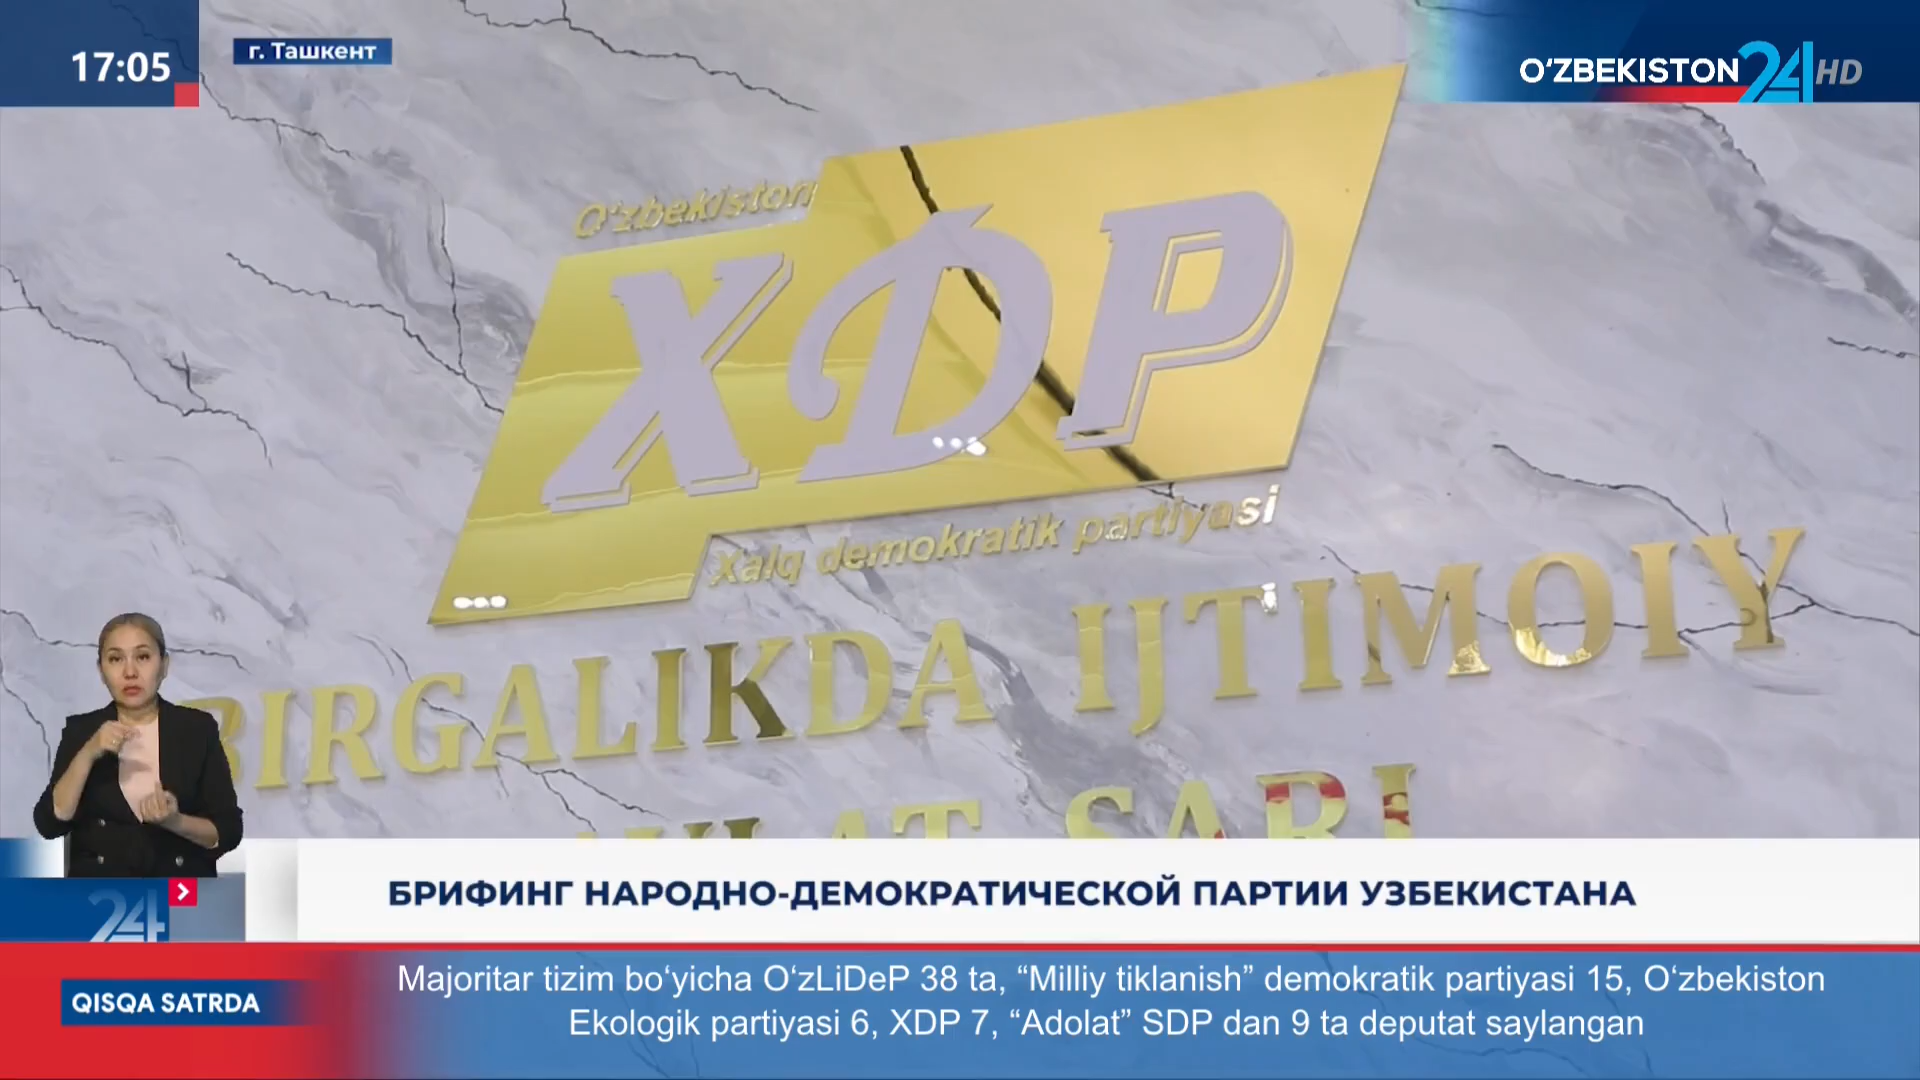 17:05
г. Ташкент
O‘ZBEKISTON 24 HD
O‘zbekiston
XDP
Xalq demokratik partiyasi
BIRGALIKDA IJTIMOIY
SARI
24
БРИФИНГ НАРОДНО-ДЕМОКРАТИЧЕСКОЙ ПАРТИИ УЗБЕКИСТАНА
QISQA SATRDA
Majoritar tizim bo‘yicha O‘zLiDeP 38 ta, “Milliy tiklanish” demokratik partiyasi 15, O‘zbekiston
Ekologik partiyasi 6, XDP 7, “Adolat” SDP dan 9 ta deputat saylangan